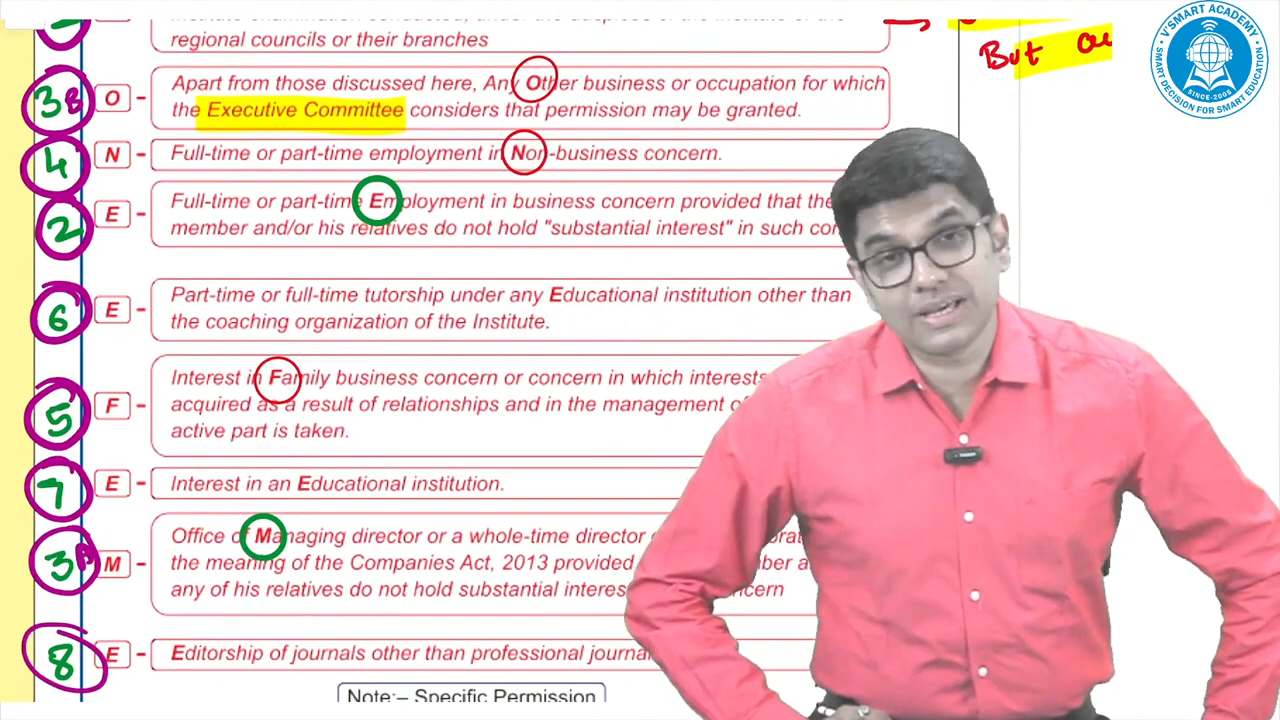 regional councils or their branches
But
3B O - Apart from those discussed here, Any Other business or occupation for which
the Executive Committee considers that permission may be granted.
4 N - Full-time or part-time employment in Non-business concern.
2 E - Full-time or part-time Employment in business concern provided that the
member and/or his relatives do not hold "substantial interest" in such
6 E - Part-time or full-time tutorship under any Educational institution other than
the coaching organization of the Institute.
5 F - Interest in Family business concern or concern in which interests
acquired as a result of relationships and in the management of
active part is taken.
7 E - Interest in an Educational institution.
3A M - Office of Managing director or a whole-time director
the meaning of the Companies Act, 2013 provided
any of his relatives do not hold substantial
8 E - Editorship of journals other than professional
Note:– Specific Permission
V'SMART ACADEMY
SINCE-2005
SMART DECISION FOR SMART EDUCATION